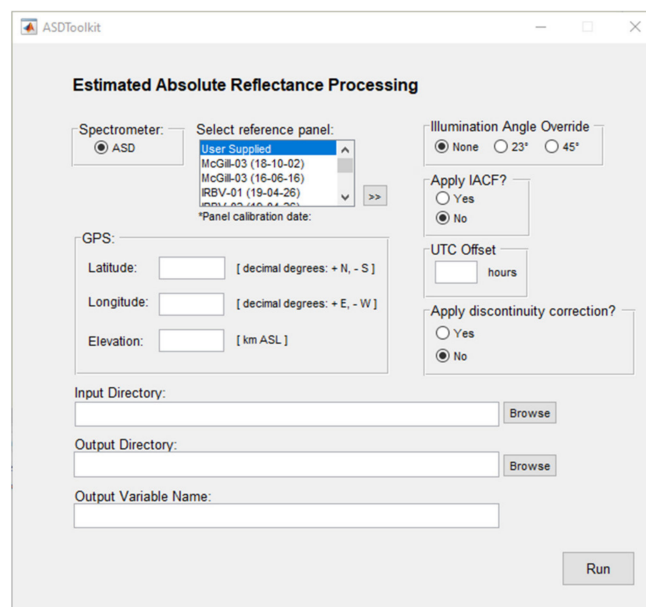 ASDToolkit
Estimated Absolute Reflectance Processing
Spectrometer:
ASD
Select reference panel:
User Supplied
McGill-03 (18-10-02)
McGill-03 (16-06-16)
IRBV-01 (19-04-26)
>>
*Panel calibration date:
Illumination Angle Override
None 23° 45°
Apply IACF?
Yes
No
GPS:
Latitude: [ decimal degrees: + N, - S ]
Longitude: [ decimal degrees: + E, - W ]
Elevation: [ km ASL ]
UTC Offset
hours
Apply discontinuity correction?
Yes
No
Input Directory:
Browse
Output Directory:
Browse
Output Variable Name:
Run